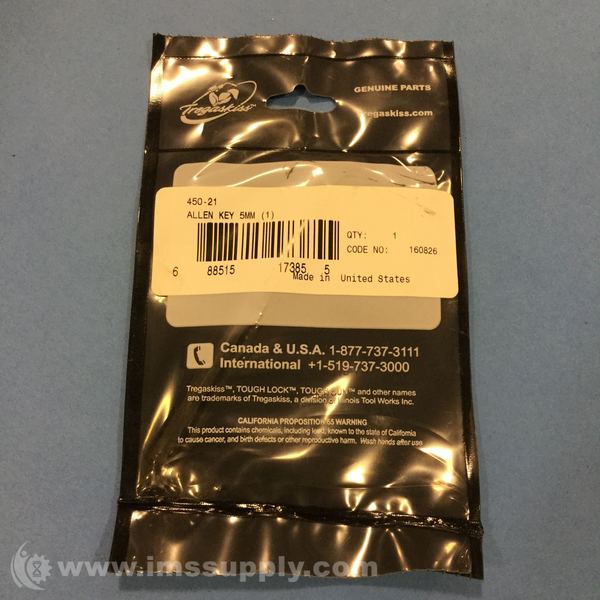 Tregaskiss
GENUINE PARTS
Tregaskiss.com
450-21
ALLEN KEY 5MM (1)
QTY: 1
CODE NO: 160826
6 88515 17385 5
Made in United States
Canada & U.S.A. 1-877-737-3111
International +1-519-737-3000
Tregaskiss™, TOUGH LOCK™, TOUGH GUN™ and other names
are trademarks of Tregaskiss, a division of Illinois Tool Works Inc.
CALIFORNIA PROPOSITION 65 WARNING
This product contains chemicals, including lead, known to the state of California
to cause cancer, and birth defects or other reproductive harm. Wash hands after use
www.imssupply.com